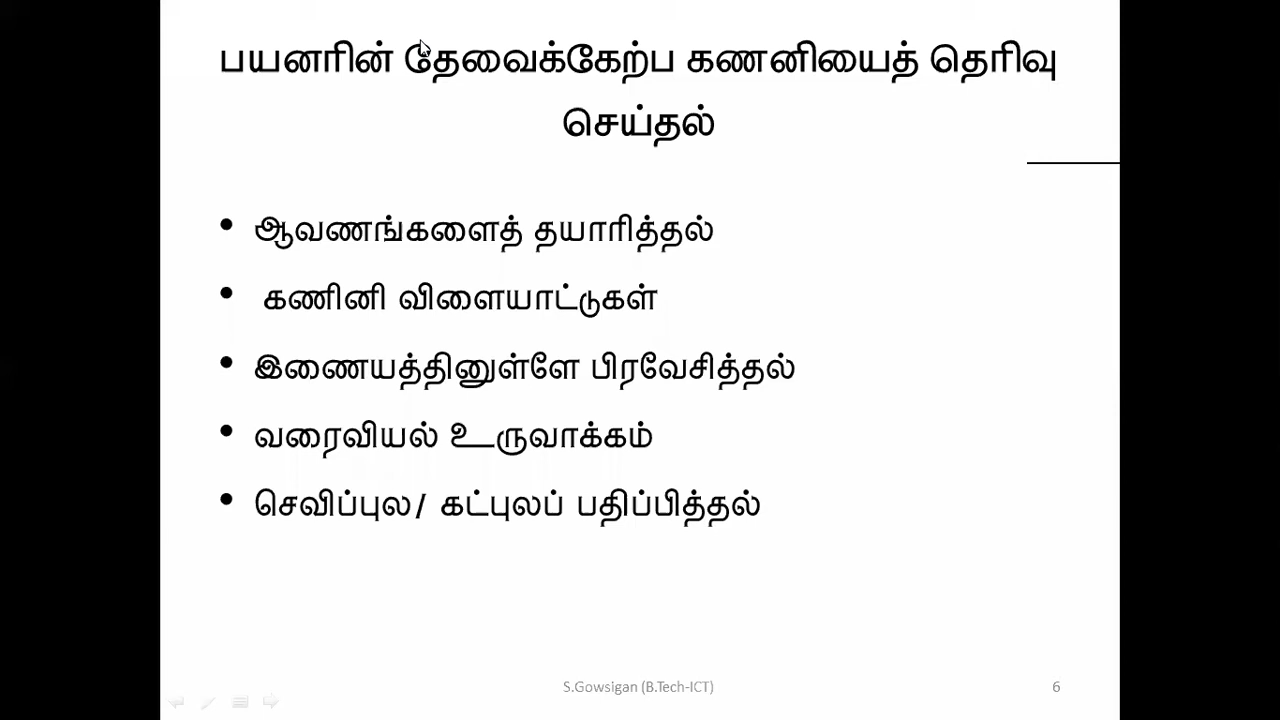 பயனரின் தேவைக்கேற்ப கணனியைத் தெரிவு
செய்தல்
• ஆவணங்களைத் தயாரித்தல்
• கணினி விளையாட்டுகள்
• இணையத்தினுள்ளே பிரவேசித்தல்
• வரைவியல் உருவாக்கம்
• செவிப்புல/ கட்புலப் பதிப்பித்தல்
S.Gowsigan (B.Tech-ICT)
6